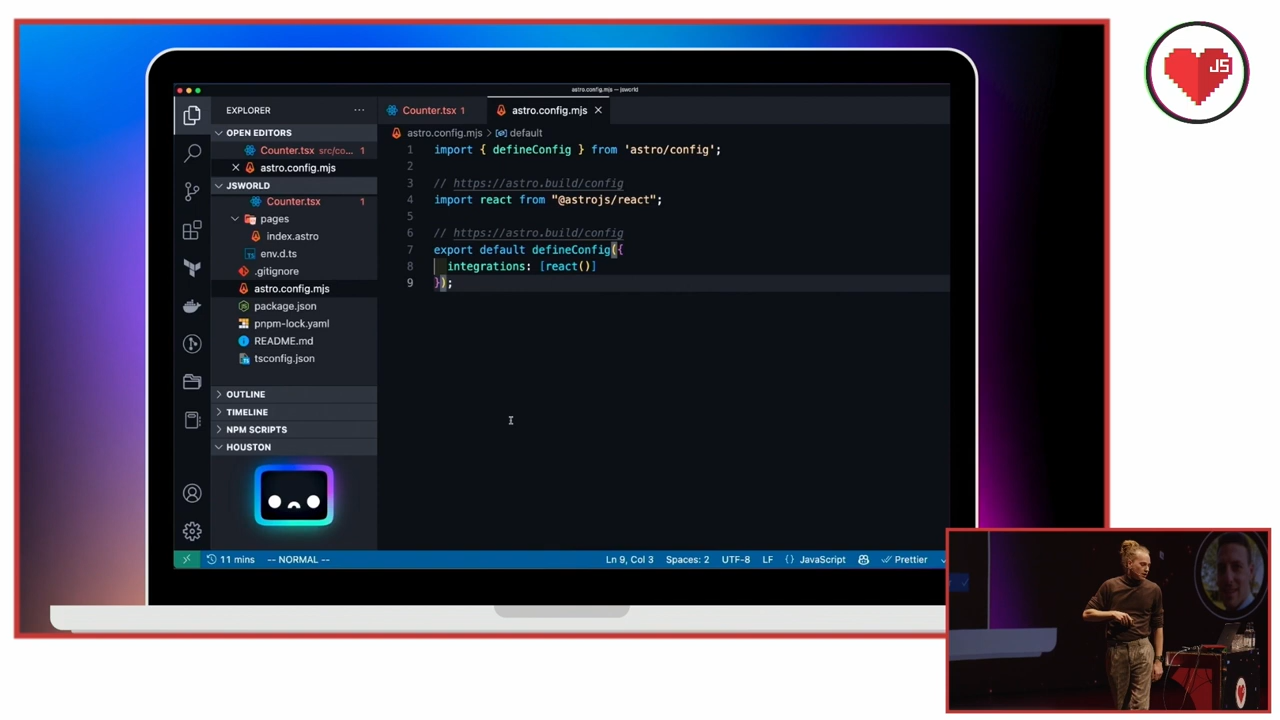 JS
astro.config.mjs — jsworld
EXPLORER
Counter.tsx 1
astro.config.mjs
OPEN EDITORS
Counter.tsx src/co... 1
astro.config.mjs
JSWORLD
Counter.tsx 1
pages
index.astro
env.d.ts
.gitignore
astro.config.mjs
package.json
pnpm-lock.yaml
README.md
tsconfig.json
OUTLINE
TIMELINE
NPM SCRIPTS
HOUSTON
astro.config.mjs > default
1 import { defineConfig } from 'astro/config';
2
3 // https://astro.build/config
4 import react from "@astrojs/react";
5
6 // https://astro.build/config
7 export default defineConfig({
8 integrations: [react()]
9 });
11 mins -- NORMAL -- Ln 9, Col 3 Spaces: 2 UTF-8 LF {} JavaScript Prettier